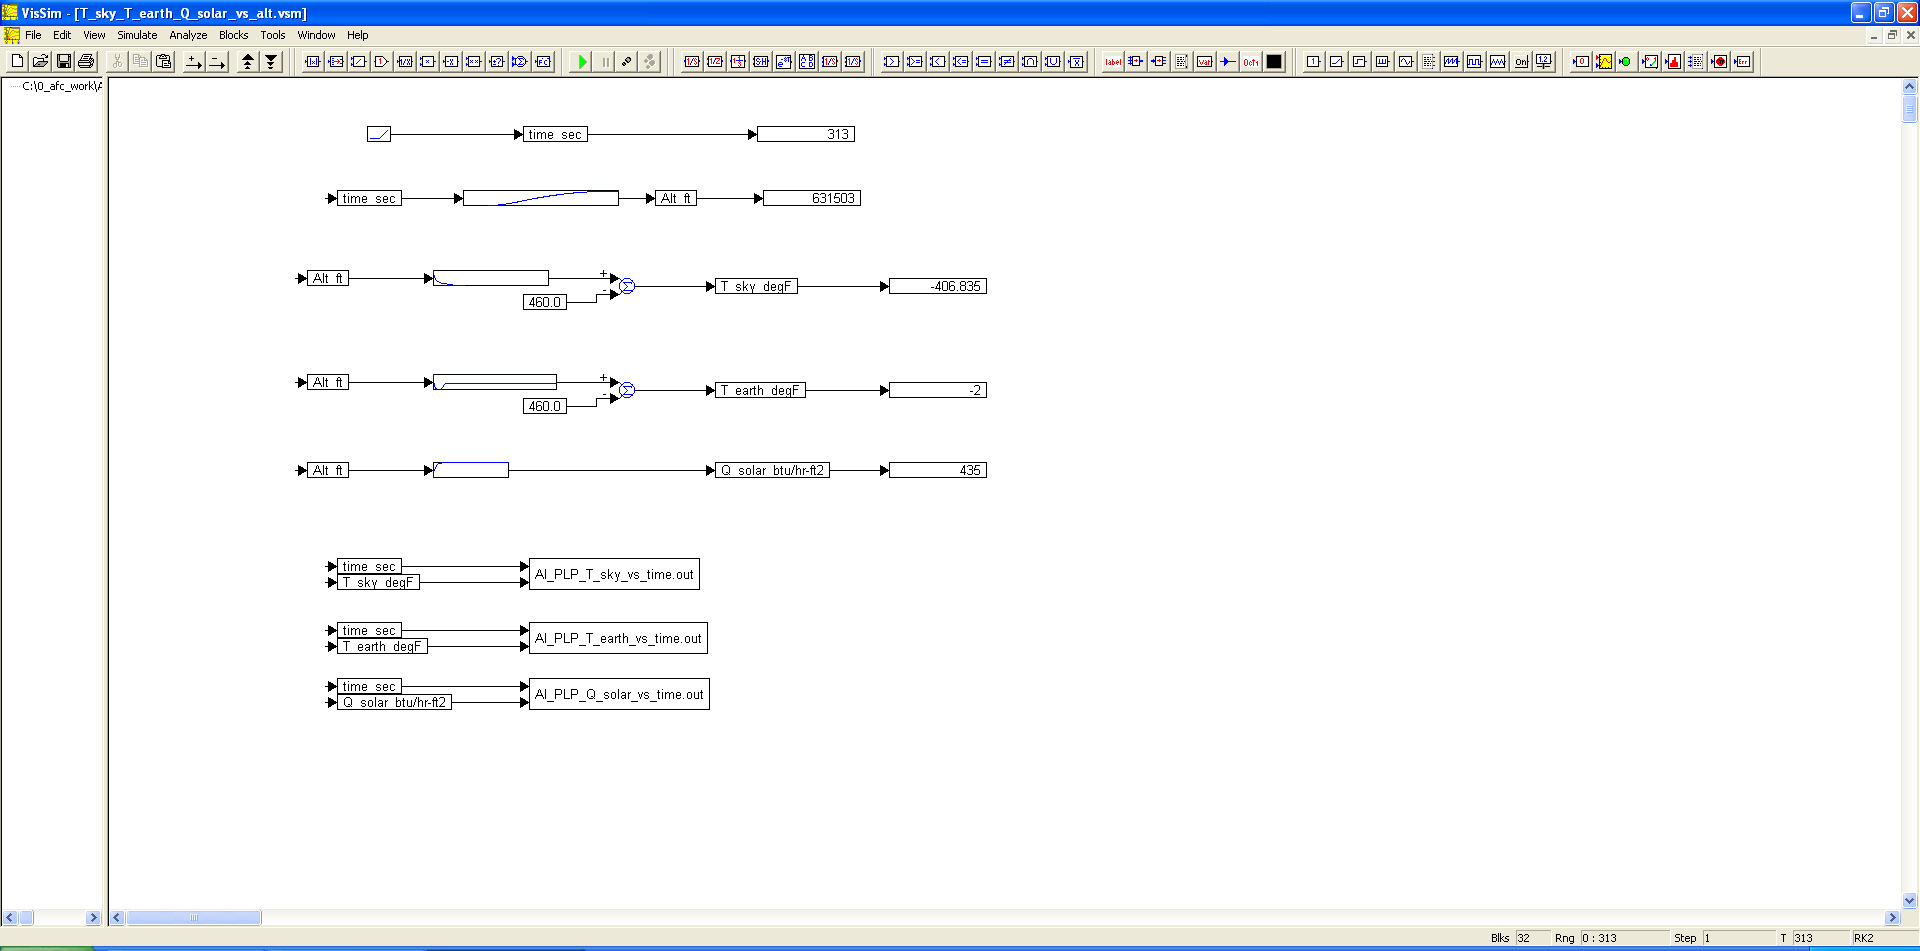 VisSim - [T_sky_T_earth_Q_solar_vs_alt.vsm]
File Edit View Simulate Analyze Blocks Tools Window Help
C:\0_afc_work\A
time sec 313
time sec Alt ft 631503
Alt ft + - 460.0 Σ T sky degF -406.835
Alt ft + - 460.0 Σ T earth degF -2
Alt ft Q solar btu/hr-ft2 435
time sec
T sky degF
AI_PLP_T_sky_vs_time.out
time sec
T earth degF
AI_PLP_T_earth_vs_time.out
time sec
Q solar btu/hr-ft2
AI_PLP_Q_solar_vs_time.out
Blks 32 Rng 0 : 313 Step 1 T 313 RK2